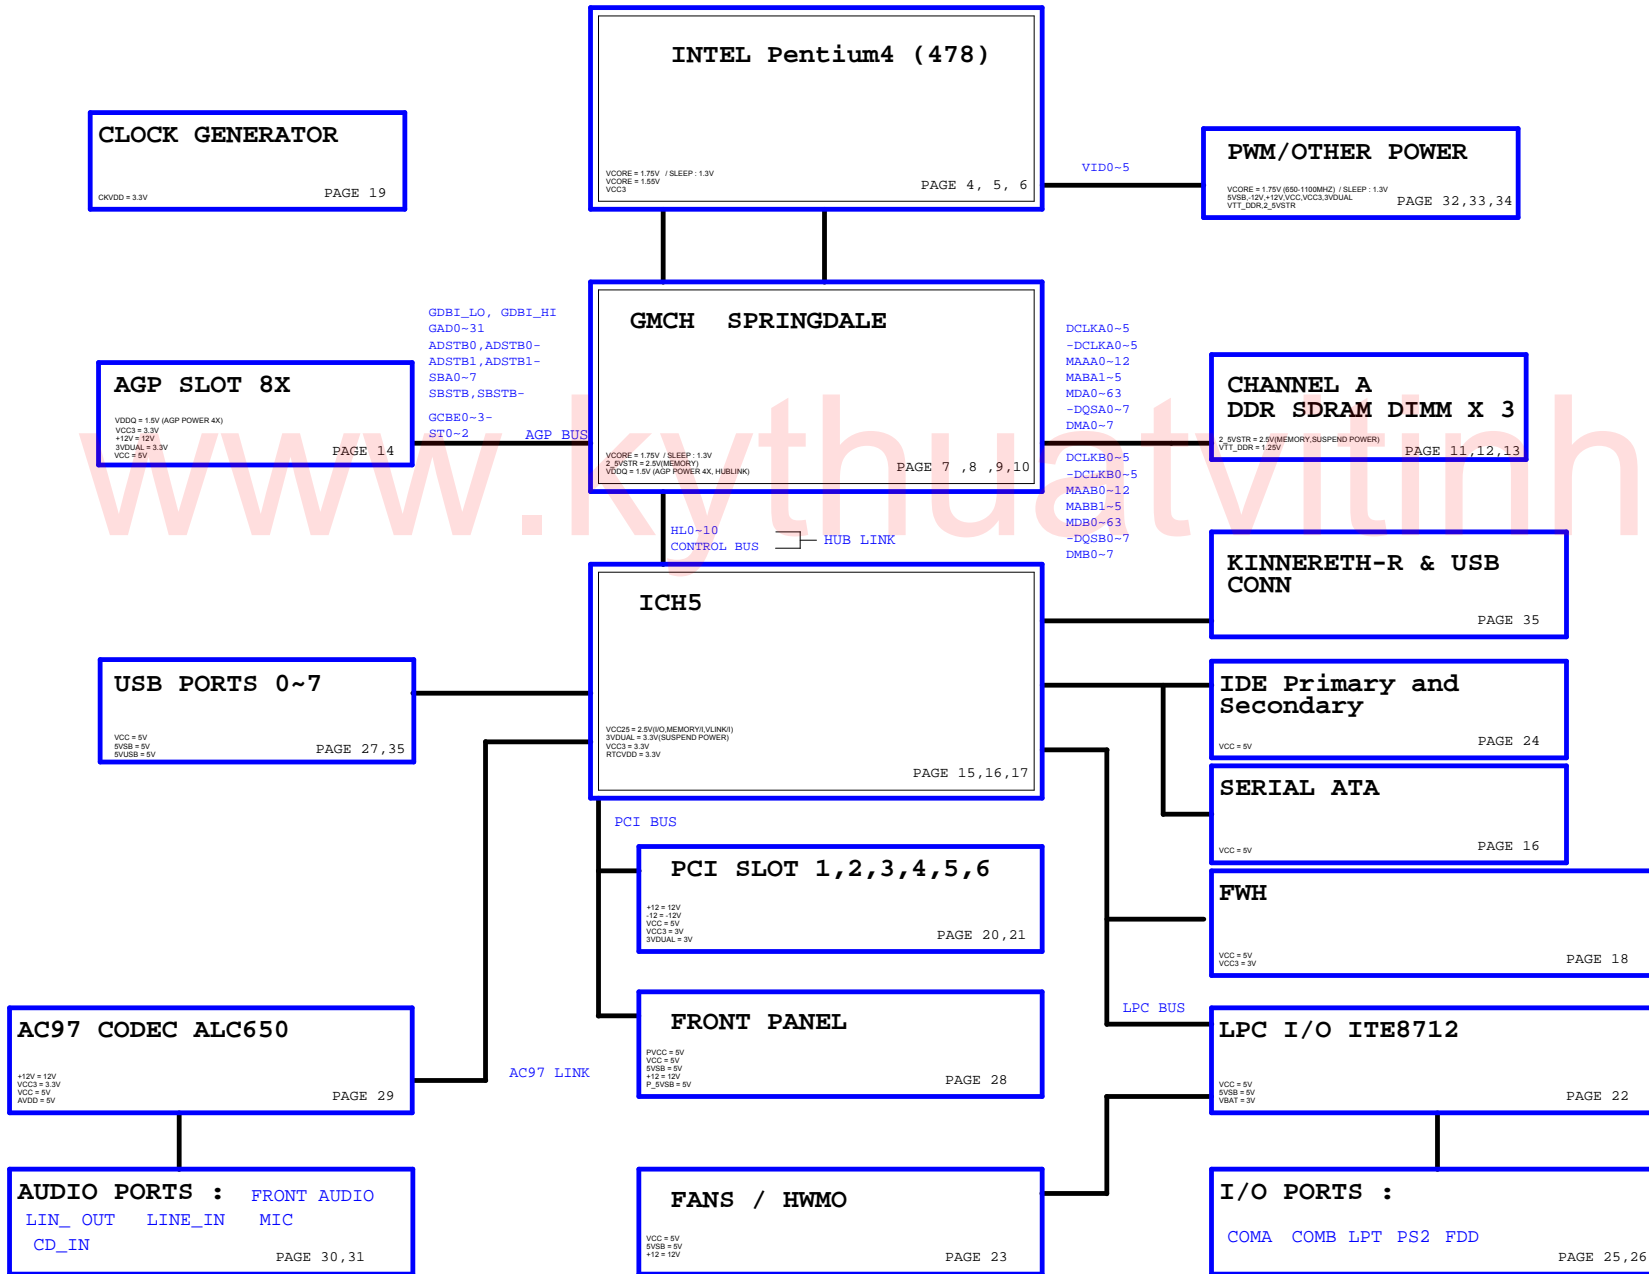 INTEL Pentium4 (478)
VCORE = 1.75V / SLEEP : 1.3V
VCORE = 1.55V
VCC3
PAGE 4, 5, 6
CLOCK GENERATOR
CKVDD = 3.3V
PAGE 19
VID0~5
PWM/OTHER POWER
VCORE = 1.75V (650-1100MHZ) / SLEEP : 1.3V
5VSB,-12V,+12V,VCC,VCC3,3VDUAL
VTT_DDR,2_5VSTR
PAGE 32,33,34
GMCH SPRINGDALE
VCORE = 1.75V / SLEEP : 1.3V
2_5VSTR = 2.5V(MEMORY)
VDDQ = 1.5V (AGP POWER 4X, HUBLINK)
PAGE 7 ,8 ,9,10
GDBI_LO, GDBI_HI
GAD0~31
ADSTB0,ADSTB0-
ADSTB1,ADSTB1-
SBA0~7
SBSTB,SBSTB-
GCBE0~3-
ST0~2
AGP BUS
AGP SLOT 8X
VDDQ = 1.5V (AGP POWER 4X)
VCC3 = 3.3V
+12V = 12V
3VDUAL = 3.3V
VCC = 5V
PAGE 14
DCLKA0~5
-DCLKA0~5
MAAA0~12
MABA1~5
MDA0~63
-DQSA0~7
DMA0~7
DCLKB0~5
-DCLKB0~5
MAAB0~12
MABB1~5
MDB0~63
-DQSB0~7
DMB0~7
CHANNEL A
DDR SDRAM DIMM X 3
2_5VSTR = 2.5V(MEMORY,SUSPEND POWER)
VTT_DDR = 1.25V
PAGE 11,12,13
www.kythuatvitinh
HL0~10
CONTROL BUS
HUB LINK
ICH5
VCC25 = 2.5V(I/O,MEMORY/I,VLINK/I)
3VDUAL = 3.3V(SUSPEND POWER)
VCC3 = 3.3V
RTCVDD = 3.3V
PAGE 15,16,17
KINNERETH-R & USB
CONN
PAGE 35
USB PORTS 0~7
VCC = 5V
5VSB = 5V
5VUSB = 5V
PAGE 27,35
IDE Primary and
Secondary
VCC = 5V
PAGE 24
SERIAL ATA
VCC = 5V
PAGE 16
PCI BUS
PCI SLOT 1,2,3,4,5,6
+12 = 12V
-12 = -12V
VCC = 5V
VCC3 = 3V
3VDUAL = 3V
PAGE 20,21
FWH
VCC = 5V
VCC3 = 3V
PAGE 18
FRONT PANEL
PVCC = 5V
VCC = 5V
5VSB = 5V
+12 = 12V
P_5VSB = 5V
PAGE 28
AC97 CODEC ALC650
+12V = 12V
VCC3 = 3.3V
VCC = 5V
AVDD = 5V
PAGE 29
AC97 LINK
LPC BUS
LPC I/O ITE8712
VCC = 5V
5VSB = 5V
VBAT = 3V
PAGE 22
AUDIO PORTS : FRONT AUDIO
LIN_ OUT LINE_IN MIC
CD_IN
PAGE 30,31
FANS / HWMO
VCC = 5V
5VSB = 5V
+12 = 12V
PAGE 23
I/O PORTS :
COMA COMB LPT PS2 FDD
PAGE 25,26